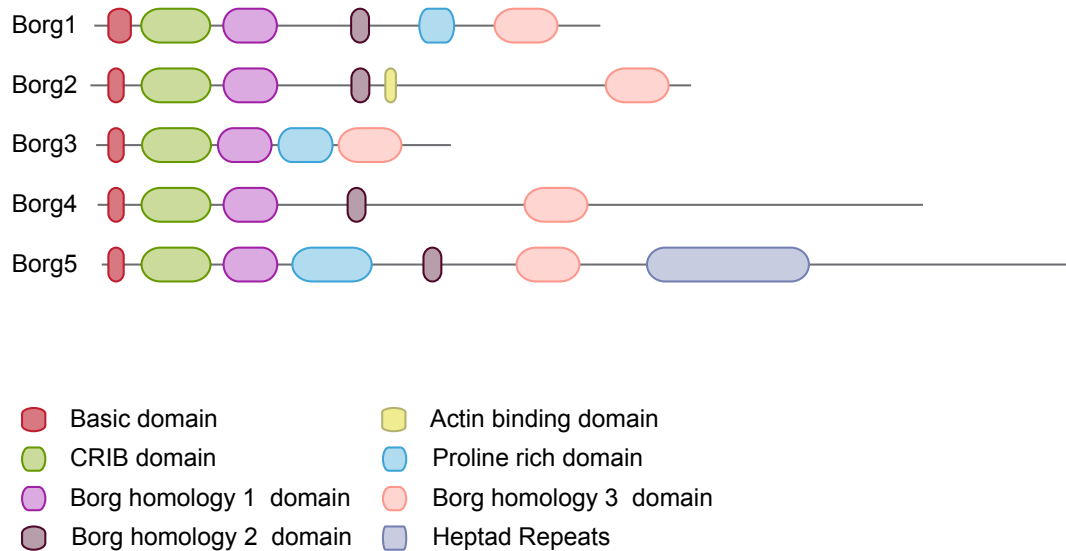 Borg1
Borg2
Borg3
Borg4
Borg5
Basic domain
CRIB domain
Borg homology 1 domain
Borg homology 2 domain
Actin binding domain
Proline rich domain
Borg homology 3 domain
Heptad Repeats